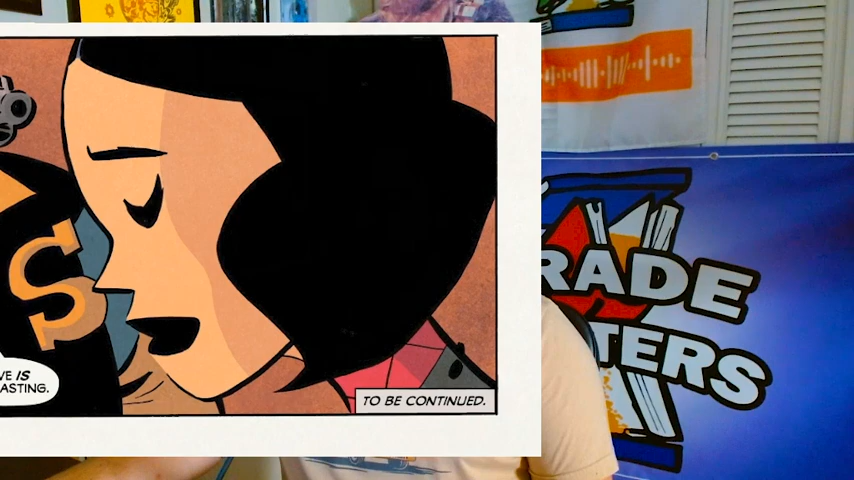 S
VE IS
ASTING.
TO BE CONTINUED.
RADE
TERS